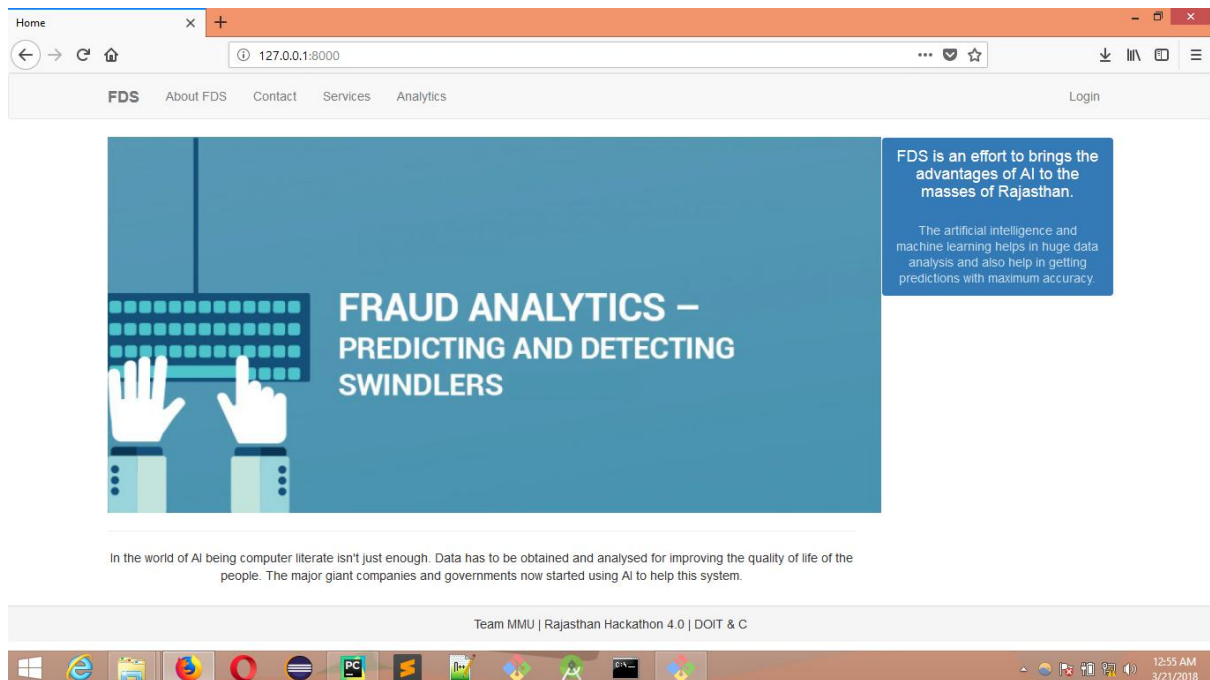 Home
127.0.0.1:8000
FDS About FDS Contact Services Analytics Login
FRAUD ANALYTICS –
PREDICTING AND DETECTING
SWINDLERS
FDS is an effort to brings the
advantages of AI to the
masses of Rajasthan.
The artificial intelligence and
machine learning helps in huge data
analysis and also help in getting
predictions with maximum accuracy.
In the world of AI being computer literate isn't just enough. Data has to be obtained and analysed for improving the quality of life of the
people. The major giant companies and governments now started using AI to help this system.
Team MMU | Rajasthan Hackathon 4.0 | DOIT & C
PC
12:55 AM
3/21/2018